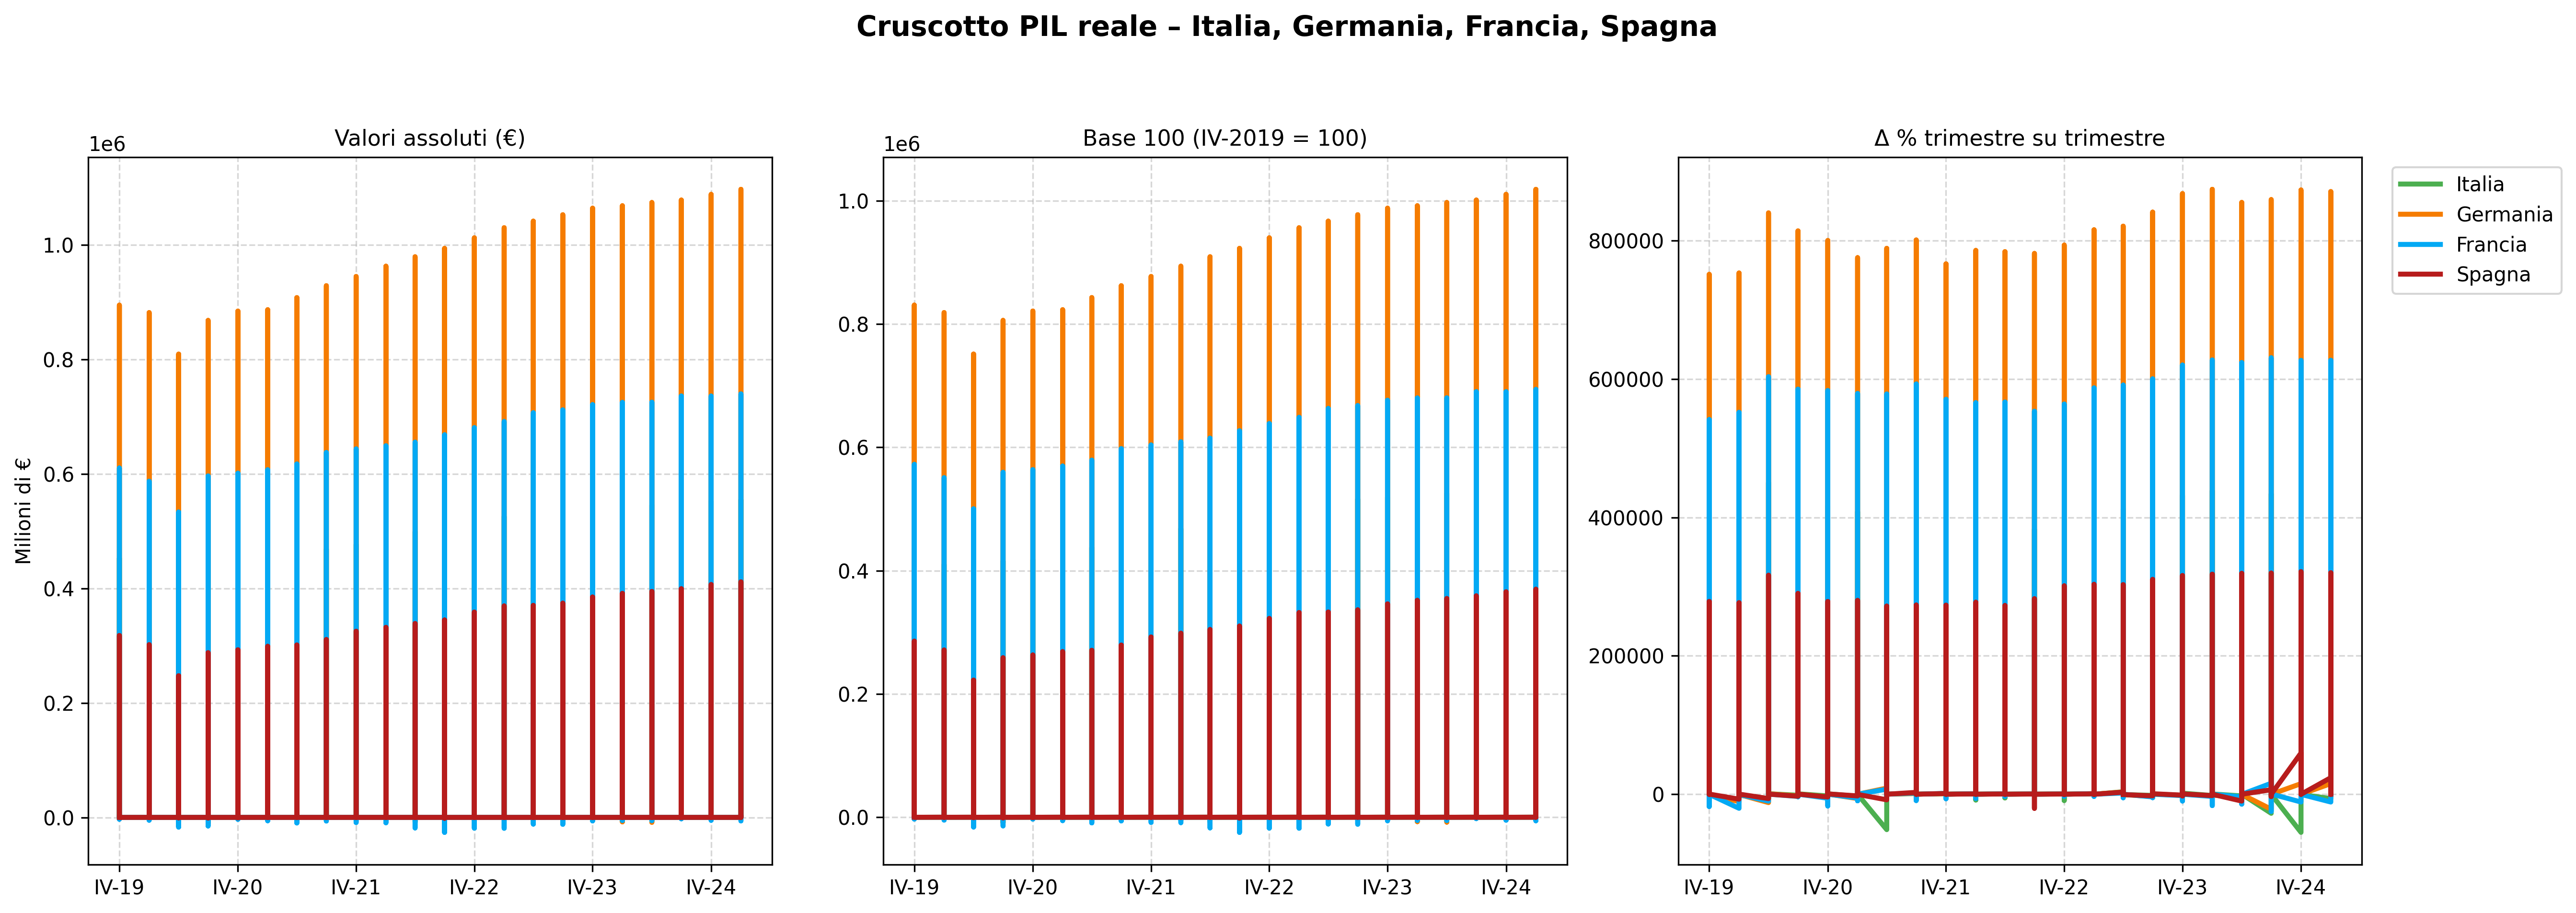 Cruscotto PIL reale – Italia, Germania, Francia, Spagna
Valori assoluti (€)
1e6
Milioni di €
1.0
0.8
0.6
0.4
0.2
0.0
IV-19 IV-20 IV-21 IV-22 IV-23 IV-24
Base 100 (IV-2019 = 100)
1e6
1.0
0.8
0.6
0.4
0.2
0.0
IV-19 IV-20 IV-21 IV-22 IV-23 IV-24
Δ % trimestre su trimestre
800000
600000
400000
200000
0
IV-19 IV-20 IV-21 IV-22 IV-23 IV-24
Italia
Germania
Francia
Spagna